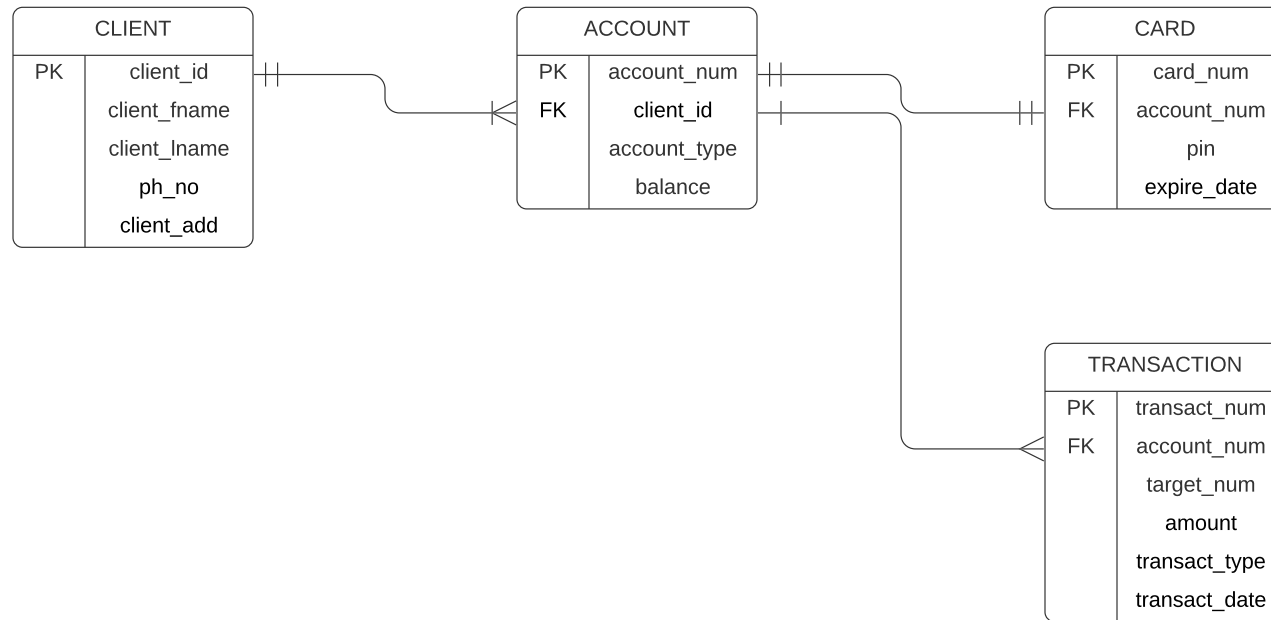 CLIENT
PK client_id
client_fname
client_lname
ph_no
client_add
ACCOUNT
PK account_num
FK client_id
account_type
balance
CARD
PK card_num
FK account_num
pin
expire_date
TRANSACTION
PK transact_num
FK account_num
target_num
amount
transact_type
transact_date